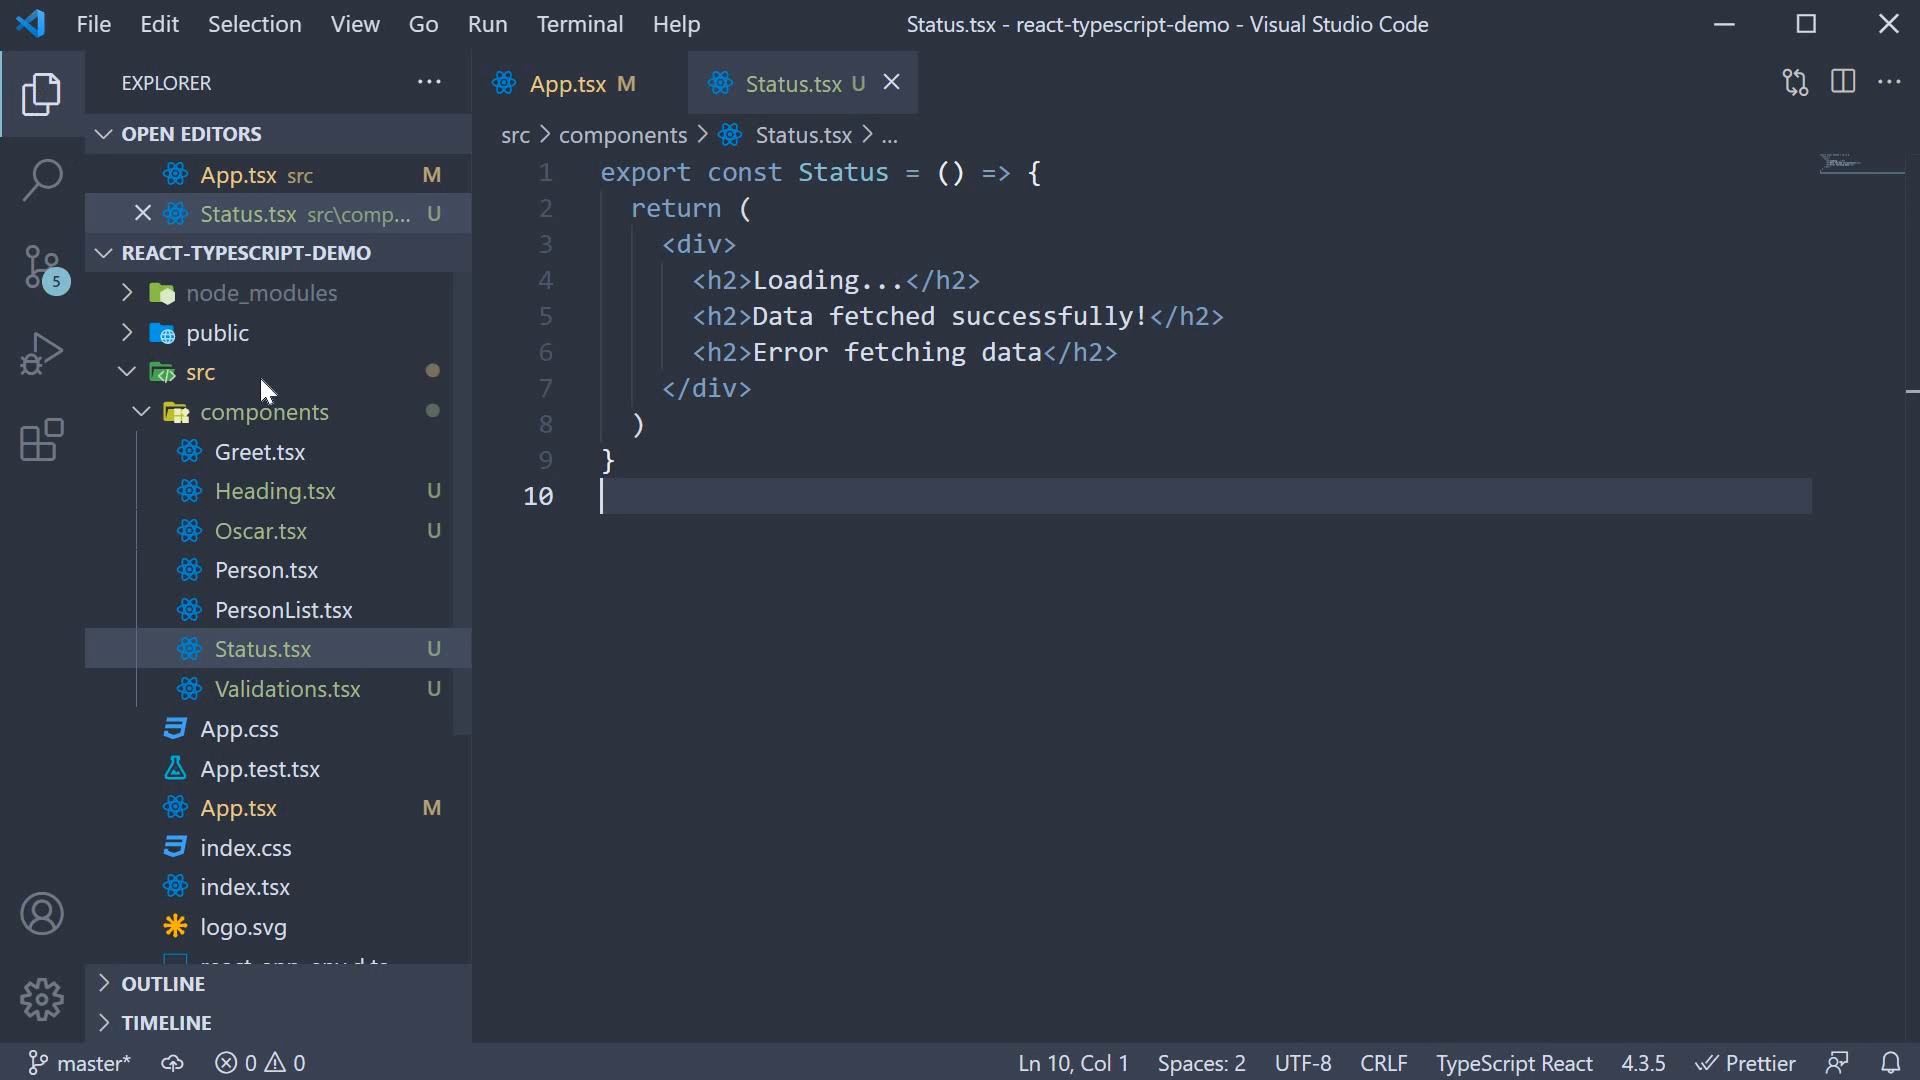 File Edit Selection View Go Run Terminal Help
Status.tsx - react-typescript-demo - Visual Studio Code
EXPLORER
OPEN EDITORS
App.tsx src M
Status.tsx src\comp... U
REACT-TYPESCRIPT-DEMO
node_modules
public
src
components
Greet.tsx
Heading.tsx U
Oscar.tsx U
Person.tsx
PersonList.tsx
Status.tsx U
Validations.tsx U
App.css
App.test.tsx
App.tsx M
index.css
index.tsx
logo.svg
OUTLINE
TIMELINE
5
App.tsx M
Status.tsx U
src > components > Status.tsx > ...
1 export const Status = () => {
2 return (
3 <div>
4 <h2>Loading...</h2>
5 <h2>Data fetched successfully!</h2>
6 <h2>Error fetching data</h2>
7 </div>
8 )
9 }
10
master* 0 0 Ln 10, Col 1 Spaces: 2 UTF-8 CRLF TypeScript React 4.3.5 Prettier